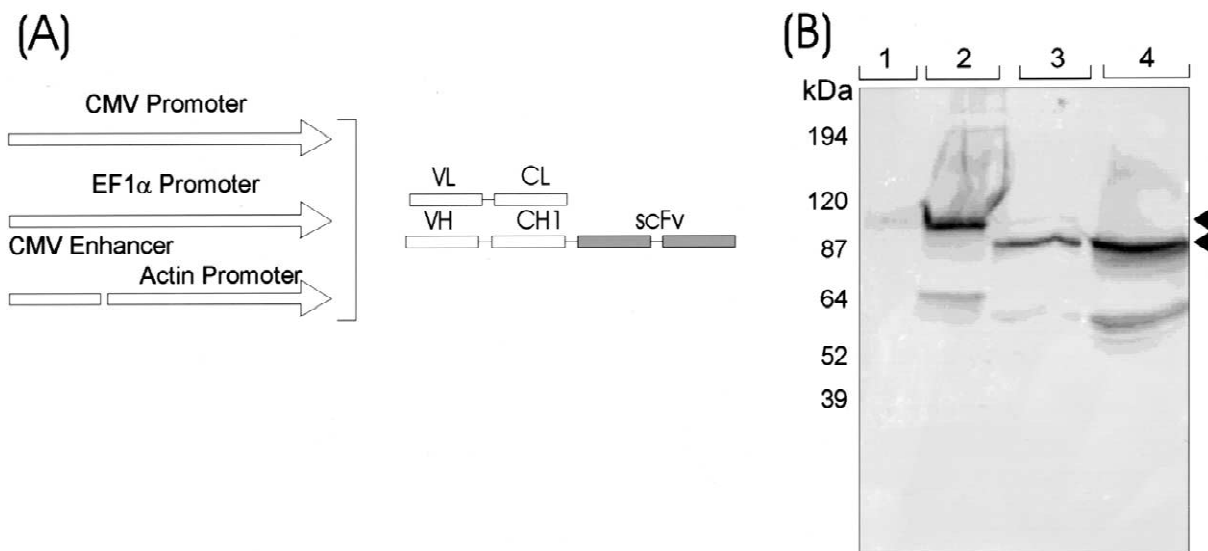 (A)
CMV Promoter
EF1α Promoter
CMV Enhancer
Actin Promoter
VL CL
VH CH1 scFv
(B)
1 2 3 4
kDa
194
120
87
64
52
39